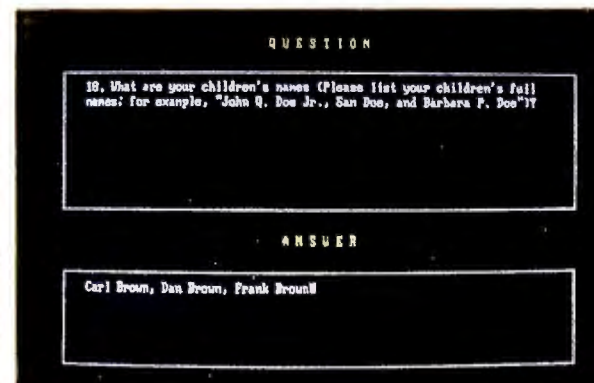 QUESTION
18. What are your children's names (Please list your children's full
names; for example, "John Q. Doe Jr., Sam Doe, and Barbara P. Doe")?
ANSWER
Carl Brown, Dan Brown, Frank Brown